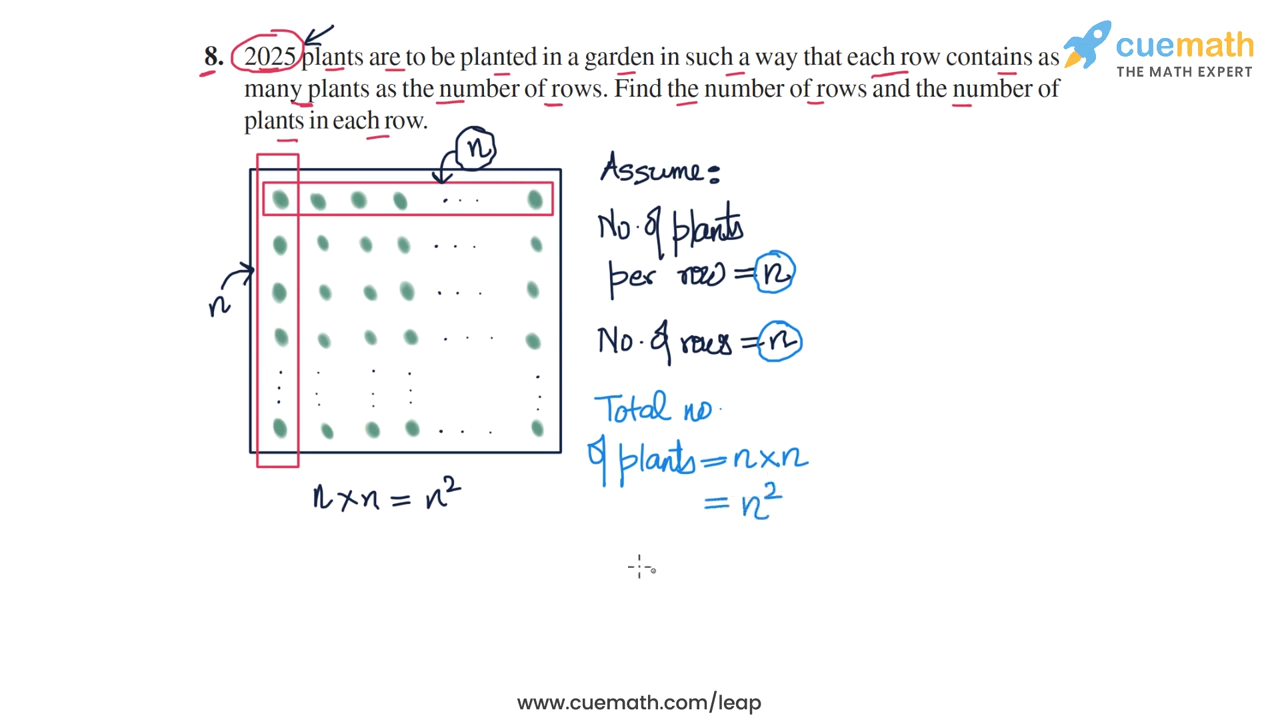 8. 2025 plants are to be planted in a garden in such a way that each row contains as
many plants as the number of rows. Find the number of rows and the number of
plants in each row.
cuemath
THE MATH EXPERT
n
n
n × n = n²
Assume:
No. of plants
per row = n
No. of rows = n
Total no.
of plants = n × n
= n²
www.cuemath.com/leap